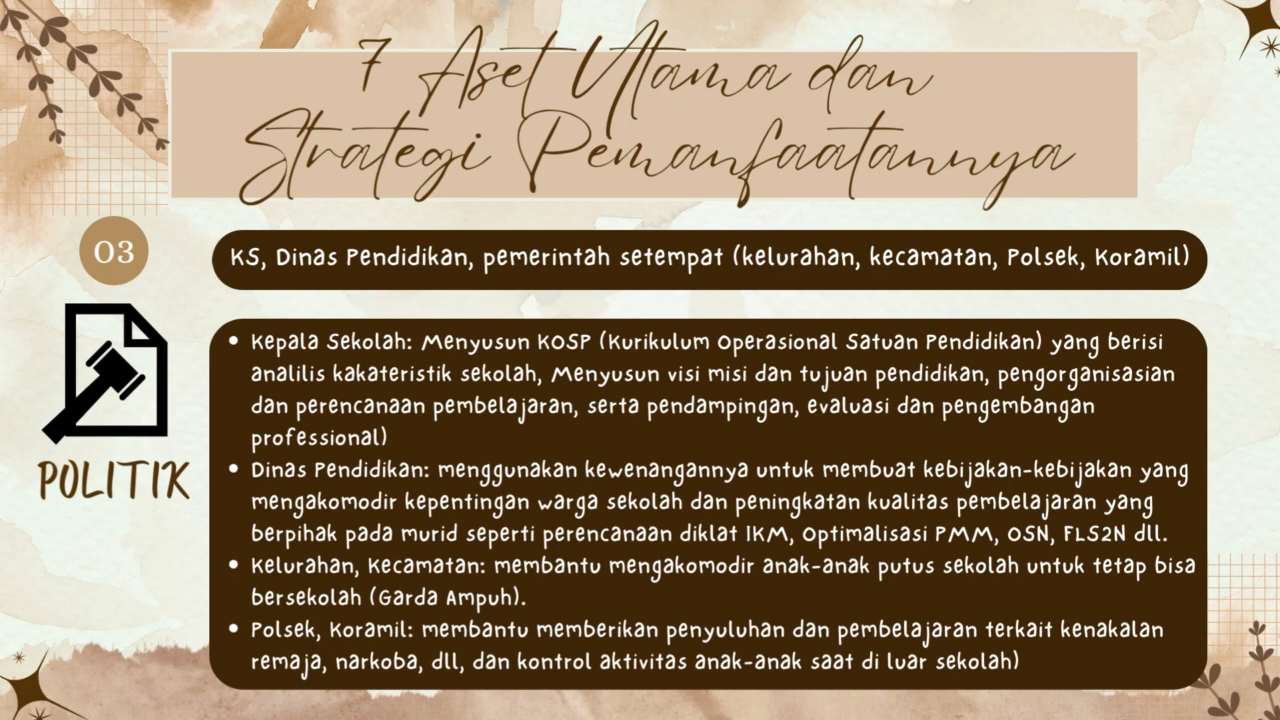 7 Aset Utama dan
Strategi Pemanfaatannya
03
KS, Dinas Pendidikan, pemerintah setempat (kelurahan, kecamatan, Polsek, Koramil)
POLITIK
• Kepala Sekolah: Menyusun KOSP (Kurikulum Operasional Satuan Pendidikan) yang berisi
analilis kakateristik sekolah, Menyusun visi misi dan tujuan pendidikan, pengorganisasian
dan perencanaan pembelajaran, serta pendampingan, evaluasi dan pengembangan
professional)
• Dinas Pendidikan: menggunakan kewenangannya untuk membuat kebijakan-kebijakan yang
mengakomodir kepentingan warga sekolah dan peningkatan kualitas pembelajaran yang
berpihak pada murid seperti perencanaan diklat IKM, Optimalisasi PMM, OSN, FLS2N dll.
• Kelurahan, Kecamatan: membantu mengakomodir anak-anak putus sekolah untuk tetap bisa
bersekolah (Garda Ampuh).
• Polsek, Koramil: membantu memberikan penyuluhan dan pembelajaran terkait kenakalan
remaja, narkoba, dll, dan kontrol aktivitas anak-anak saat di luar sekolah)